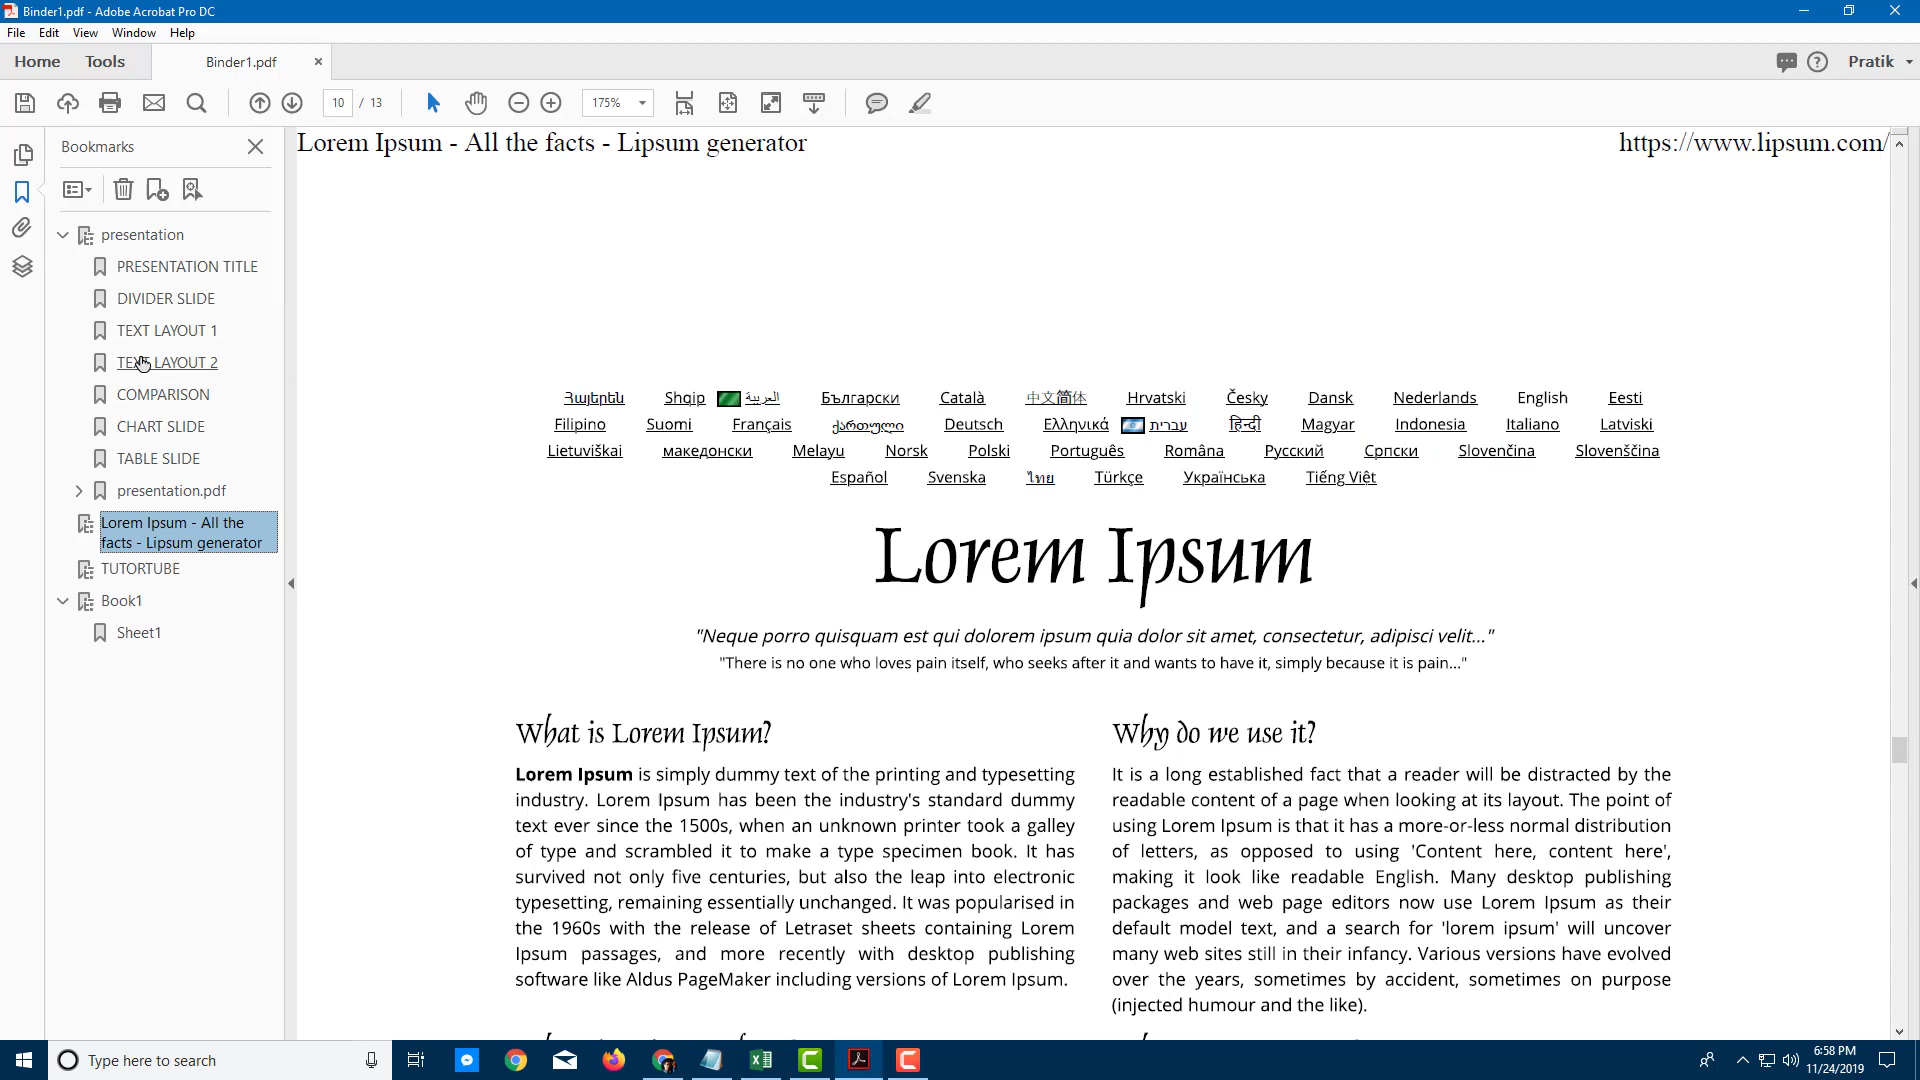 Binder1.pdf - Adobe Acrobat Pro DC
File Edit View Window Help
Home Tools Binder1.pdf Pratik
10 / 13 175%
Bookmarks
presentation
PRESENTATION TITLE
DIVIDER SLIDE
TEXT LAYOUT 1
TEXT LAYOUT 2
COMPARISON
CHART SLIDE
TABLE SLIDE
presentation.pdf
Lorem Ipsum - All the
facts - Lipsum generator
TUTORTUBE
Book1
Sheet1
Lorem Ipsum - All the facts - Lipsum generator https://www.lipsum.com/
Հայերեն Shqip العربية Български Català 中文简体 Hrvatski Česky Dansk Nederlands English Eesti
Filipino Suomi Français ქართული Deutsch Ελληνικά עברית हिन्दी Magyar Indonesia Italiano Latviski
Lietuviškai македонски Melayu Norsk Polski Português Româna Русский Српски Slovenčina Slovenščina
Español Svenska ไทย Türkçe Українська Tiếng Việt
Lorem Ipsum
"Neque porro quisquam est qui dolorem ipsum quia dolor sit amet, consectetur, adipisci velit..."
"There is no one who loves pain itself, who seeks after it and wants to have it, simply because it is pain..."
What is Lorem Ipsum?
Lorem Ipsum is simply dummy text of the printing and typesetting
industry. Lorem Ipsum has been the industry's standard dummy
text ever since the 1500s, when an unknown printer took a galley
of type and scrambled it to make a type specimen book. It has
survived not only five centuries, but also the leap into electronic
typesetting, remaining essentially unchanged. It was popularised in
the 1960s with the release of Letraset sheets containing Lorem
Ipsum passages, and more recently with desktop publishing
software like Aldus PageMaker including versions of Lorem Ipsum.
Why do we use it?
It is a long established fact that a reader will be distracted by the
readable content of a page when looking at its layout. The point of
using Lorem Ipsum is that it has a more-or-less normal distribution
of letters, as opposed to using 'Content here, content here',
making it look like readable English. Many desktop publishing
packages and web page editors now use Lorem Ipsum as their
default model text, and a search for 'lorem ipsum' will uncover
many web sites still in their infancy. Various versions have evolved
over the years, sometimes by accident, sometimes on purpose
(injected humour and the like).
Type here to search
6:58 PM
11/24/2019